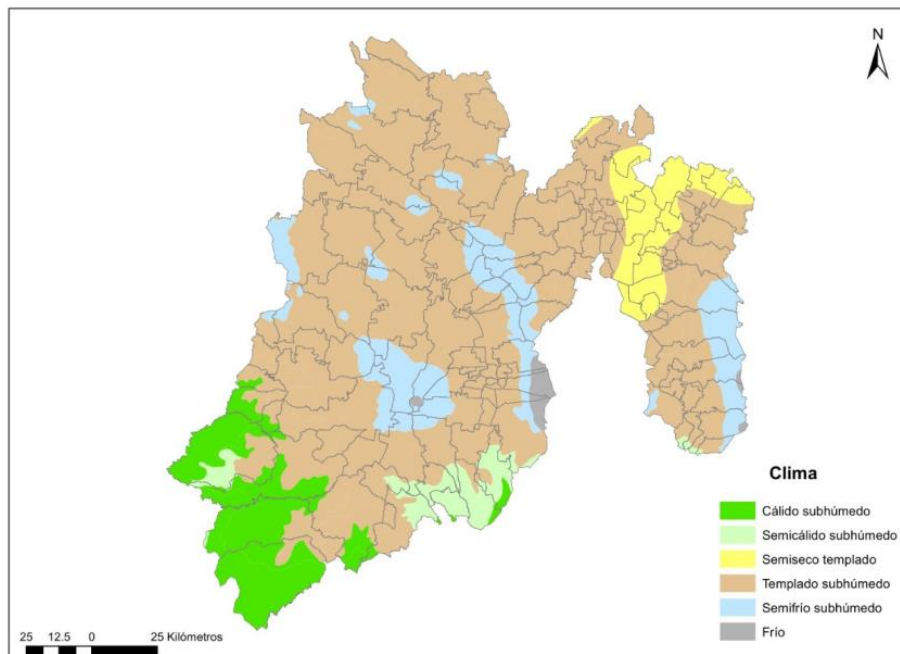 N
Clima
Cálido subhúmedo
Semicálido subhúmedo
Semiseco templado
Templado subhúmedo
Semifrío subhúmedo
Frío
25 12.5 0 25 Kilómetros